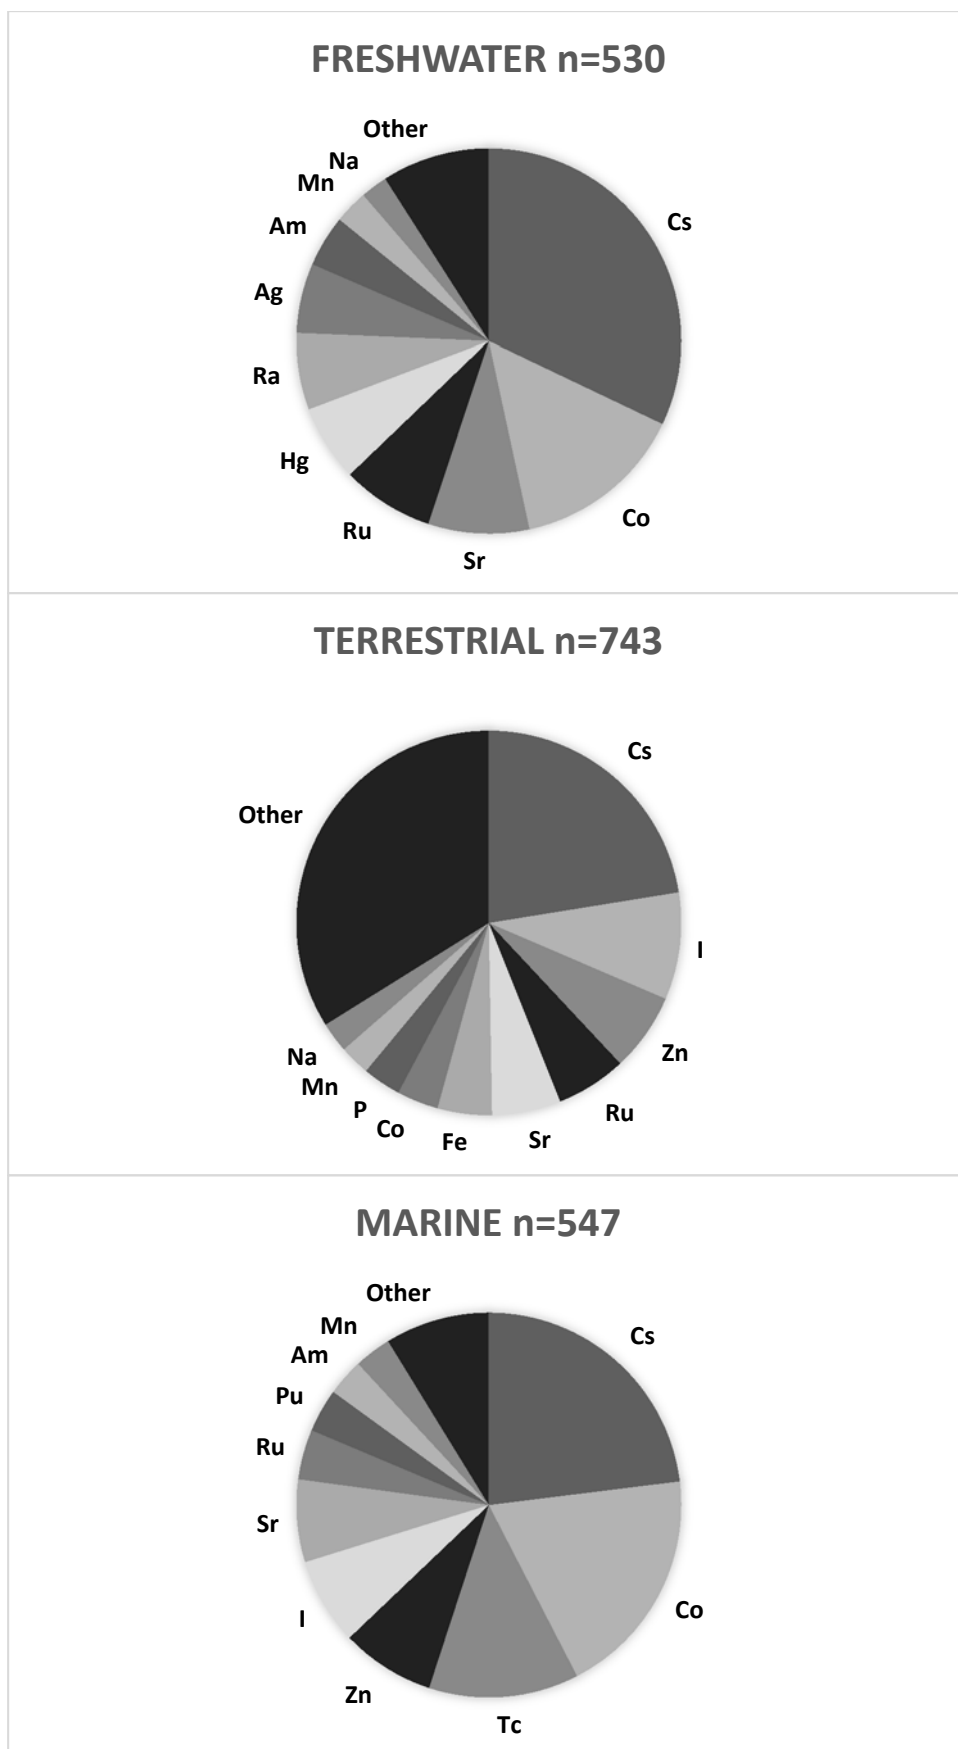 FRESHWATER n=530
Other
Na
Mn
Am
Ag
Ra
Hg
Ru
Sr
Co
Cs
TERRESTRIAL n=743
Cs
Other
I
Zn
Ru
Sr
Fe
Co
P
Mn
Na
MARINE n=547
Other
Mn
Am
Pu
Ru
Sr
I
Zn
Tc
Co
Cs